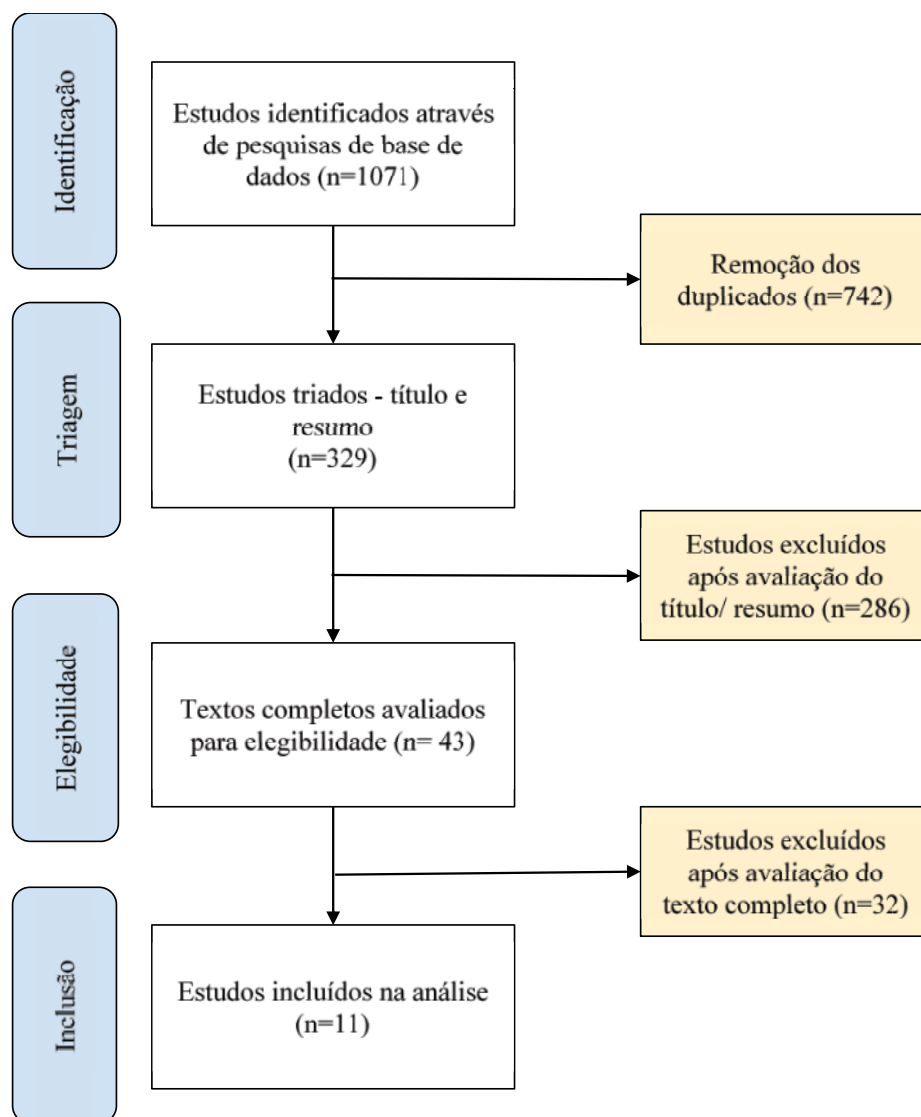 Identificação
Estudos identificados através
de pesquisas de base de
dados (n=1071)
Remoção dos
duplicados (n=742)
Triagem
Estudos triados - título e
resumo
(n=329)
Estudos excluídos
após avaliação do
título/ resumo (n=286)
Elegibilidade
Textos completos avaliados
para elegibilidade (n= 43)
Estudos excluídos
após avaliação do
texto completo (n=32)
Inclusão
Estudos incluídos na análise
(n=11)